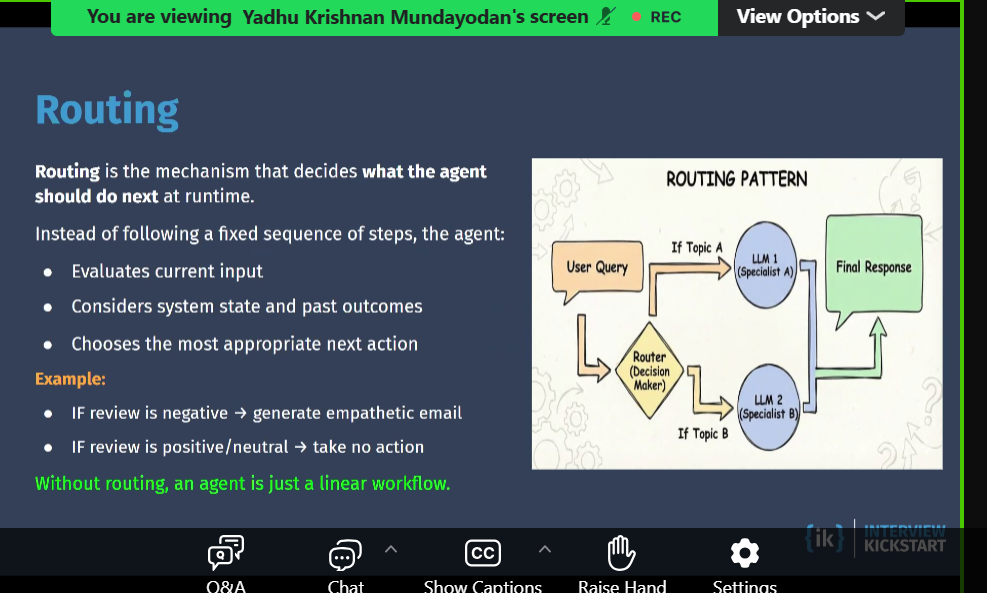 You are viewing Yadhu Krishnan Mundayodan's screen REC View Options
Routing
Routing is the mechanism that decides what the agent
should do next at runtime.
Instead of following a fixed sequence of steps, the agent:
● Evaluates current input
● Considers system state and past outcomes
● Chooses the most appropriate next action
Example:
● IF review is negative → generate empathetic email
● IF review is positive/neutral → take no action
Without routing, an agent is just a linear workflow.
ROUTING PATTERN
User Query
If Topic A
LLM 1
(Specialist A)
Final Response
Router
(Decision
Maker)
LLM 2
(Specialist B)
If Topic B
{ik} INTERVIEW
KICKSTART
CC
Q&A Chat Show Captions Raise Hand Settings